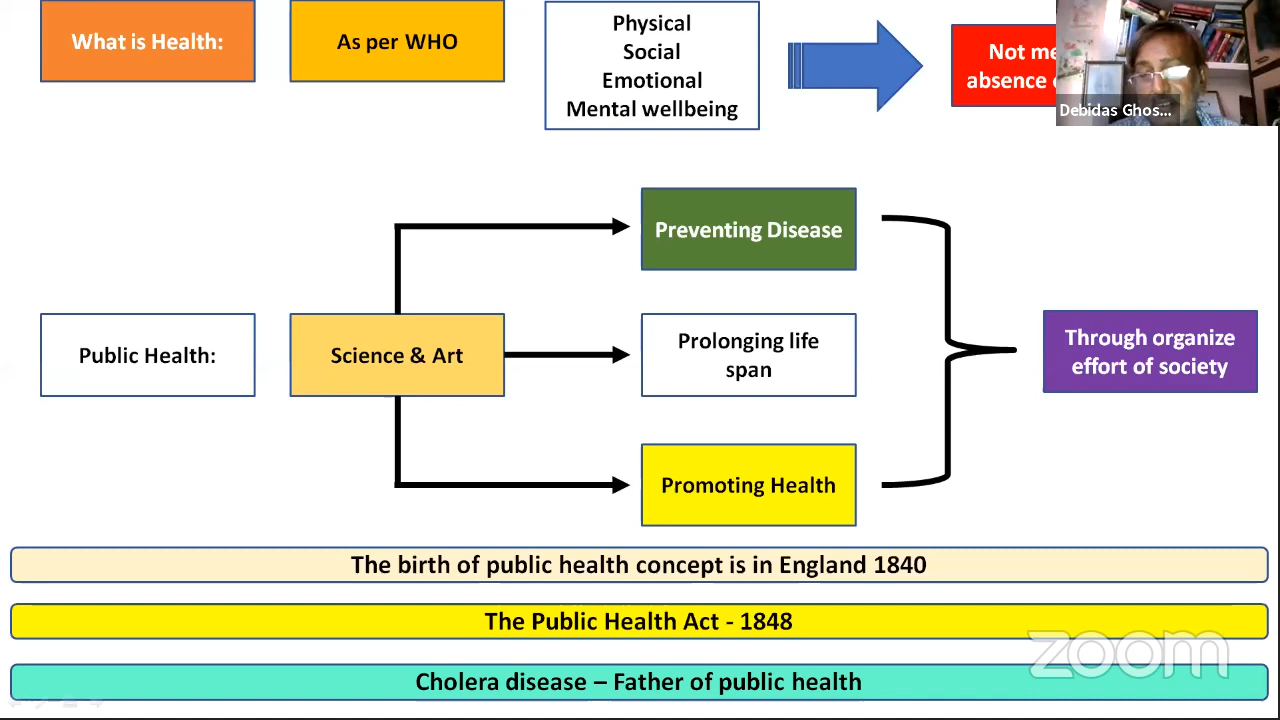 What is Health:
As per WHO
Physical
Social
Emotional
Mental wellbeing
Not
absence
Debidas Ghos...
Preventing Disease
Public Health:
Science & Art
Prolonging life
span
Through organize
effort of society
Promoting Health
The birth of public health concept is in England 1840
The Public Health Act - 1848
Cholera disease – Father of public health
zoom